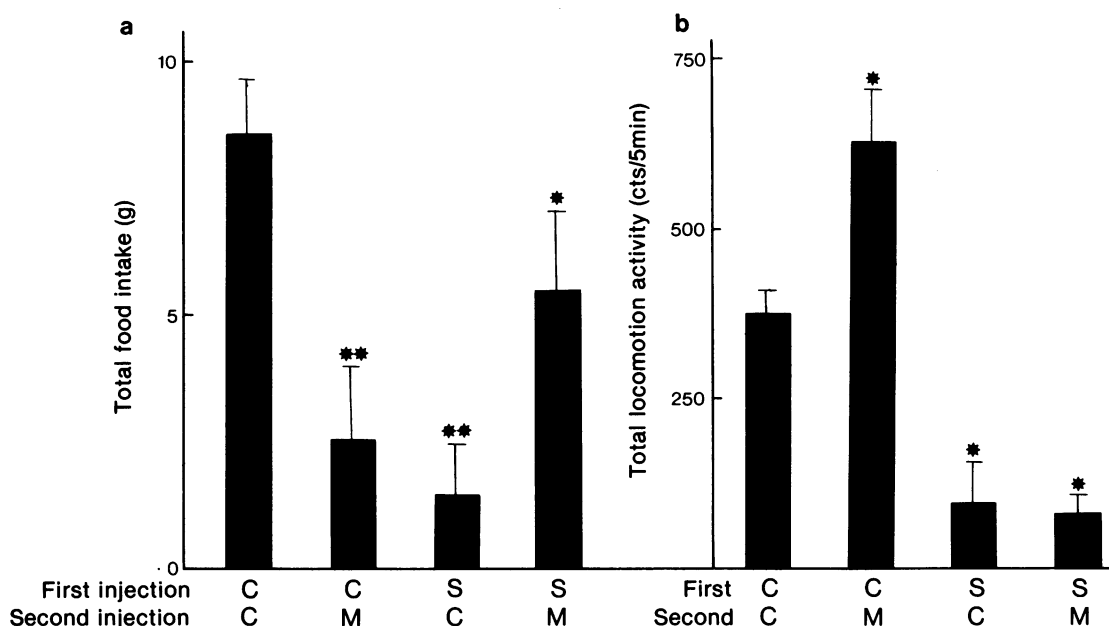 a
Total food intake (g)
10
5
0
**
**
*
First injection C C S S
Second injection C M C M
b
Total locomotion activity (cts/5min)
750
500
250
*
*
*
First C C S S
Second C M C M